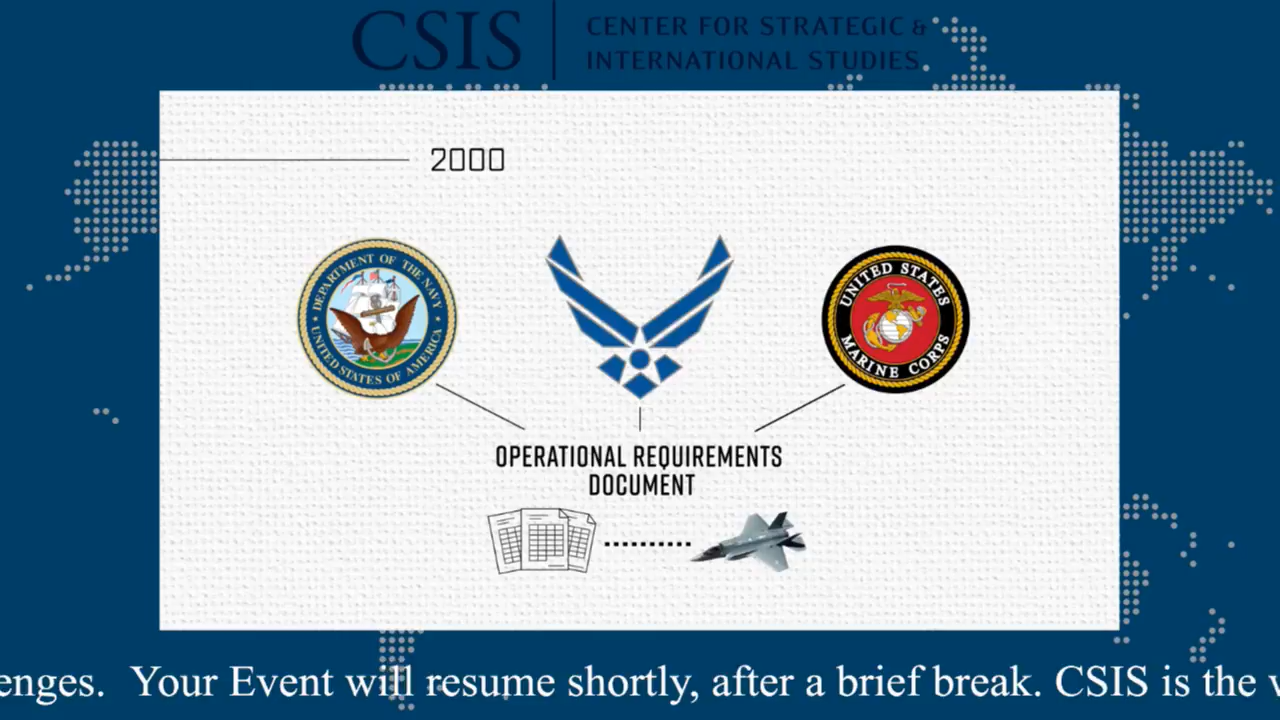 CSIS
CENTER FOR STRATEGIC &
INTERNATIONAL STUDIES
2000
DEPARTMENT OF THE NAVY
UNITED STATES OF AMERICA
UNITED STATES
MARINE CORPS
OPERATIONAL REQUIREMENTS
DOCUMENT
enges. Your Event will resume shortly, after a brief break. CSIS is the v